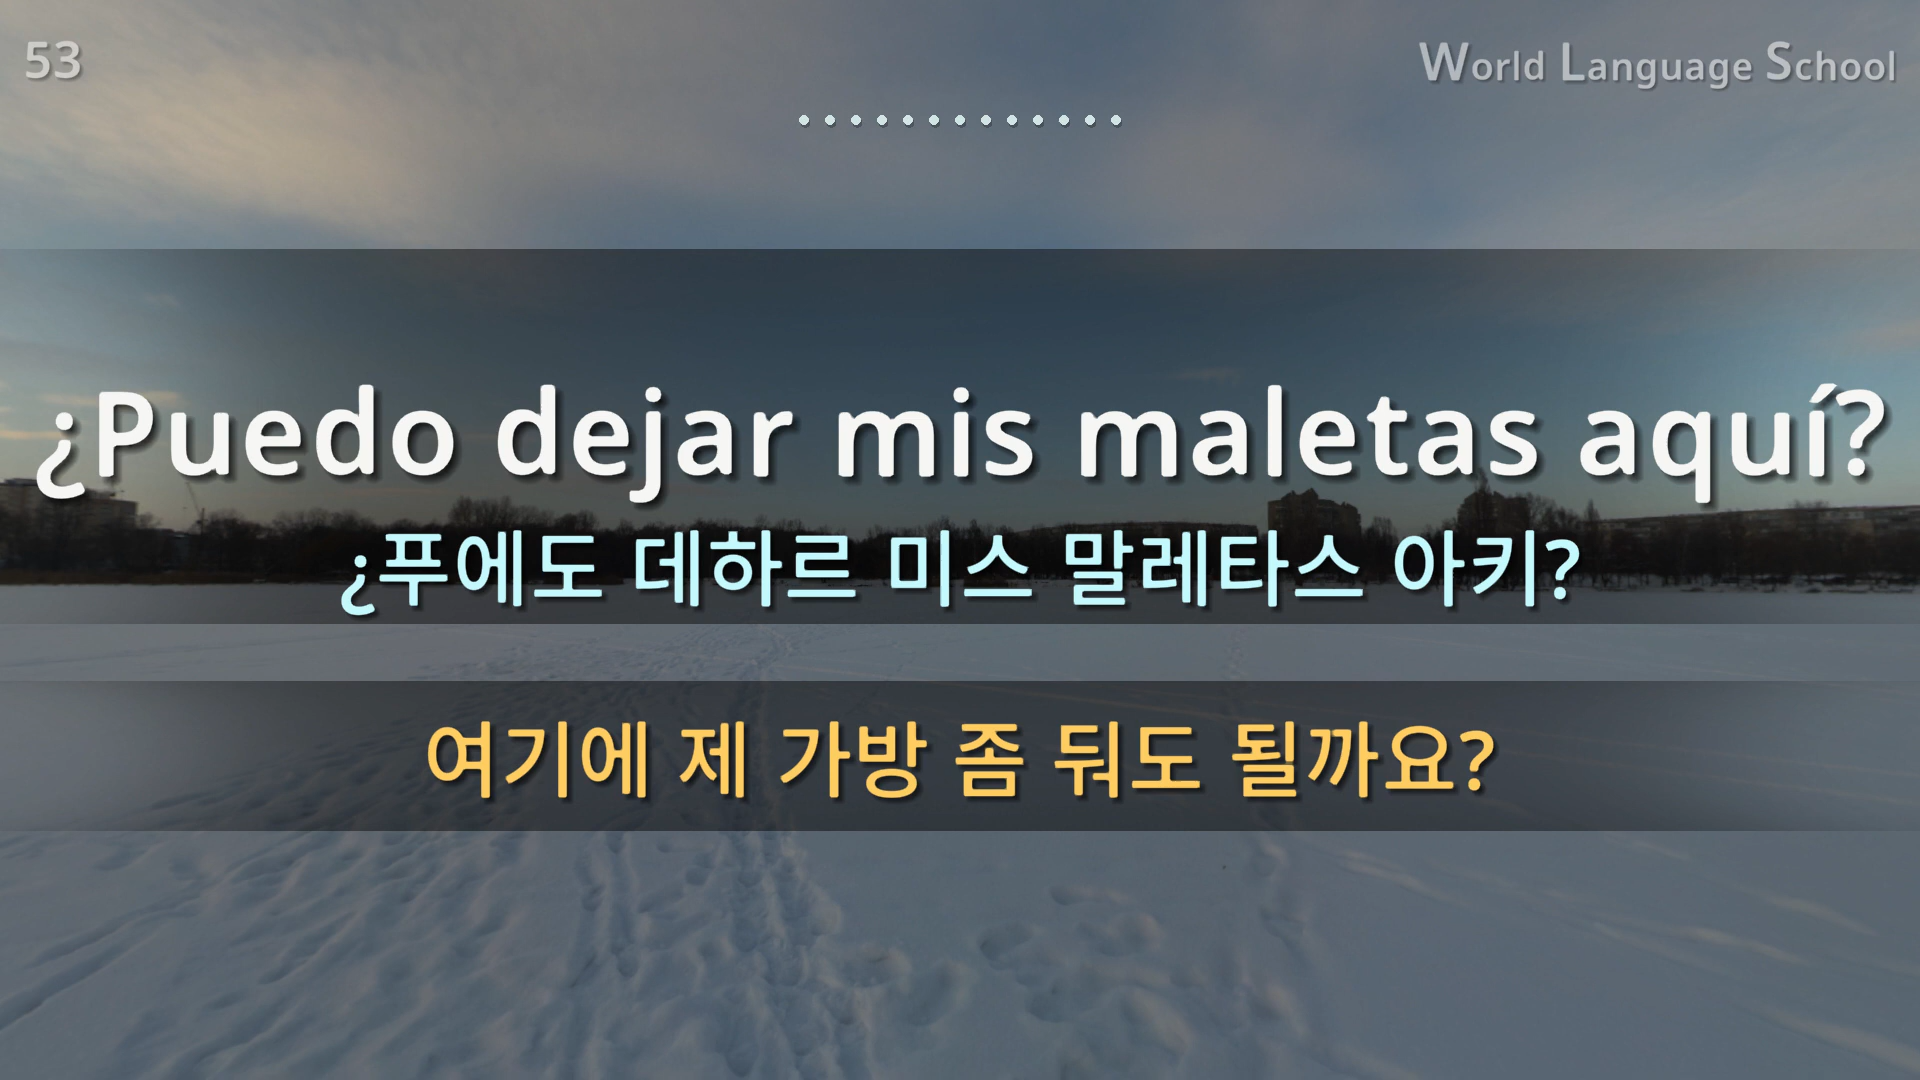 53
World Language School
¿Puedo dejar mis maletas aquí?
¿푸에도 데하르 미스 말레타스 아키?
여기에 제 가방 좀 둬도 될까요?